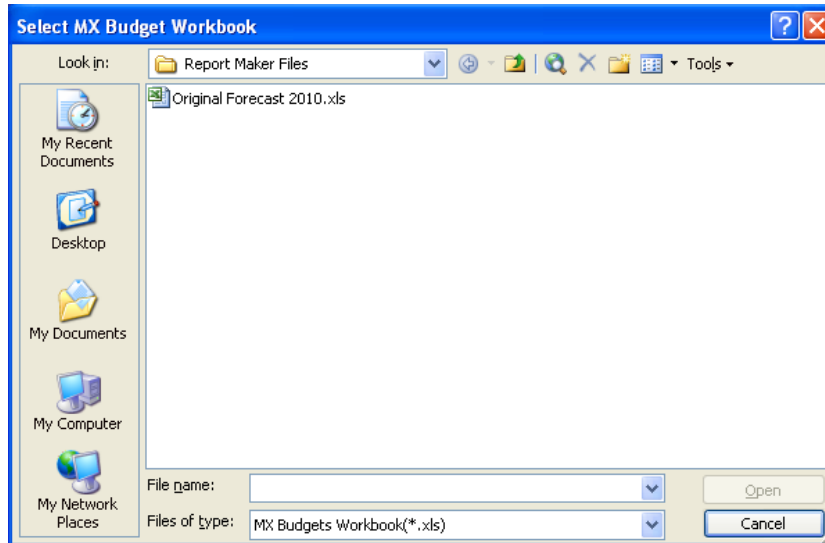 Select MX Budget Workbook
Look in:
Report Maker Files
Tools
Original Forecast 2010.xls
My Recent
Documents
Desktop
My Documents
My Computer
My Network
Places
File name:
Open
Files of type:
MX Budgets Workbook(*.xls)
Cancel